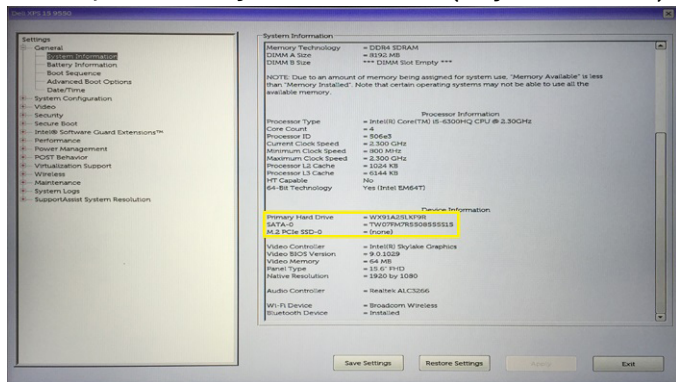 Dell XPS 15 9550
Settings
General
System Information
Battery Information
Boot Sequence
Advanced Boot Options
Date/Time
System Configuration
Video
Security
Secure Boot
Intel® Software Guard Extensions™
Performance
Power Management
POST Behavior
Virtualization Support
Wireless
Maintenance
System Logs
SupportAssist System Resolution
System Information
Memory Technology = DDR4 SDRAM
DIMM A Size = 8192 MB
DIMM B Size *** DIMM Slot Empty ***
NOTE: Due to an amount of memory being assigned for system use, "Memory Available" is less
than "Memory Installed". Note that certain operating systems may not be able to use all the
available memory.
Processor Information
Processor Type = Intel(R) Core(TM) i5-6300HQ CPU @ 2.30GHz
Core Count = 4
Processor ID = 506e3
Current Clock Speed = 2.300 GHz
Minimum Clock Speed = 800 MHz
Maximum Clock Speed = 2.300 GHz
Processor L2 Cache = 1024 KB
Processor L3 Cache = 6144 KB
HT Capable No
64-Bit Technology Yes (Intel EM64T)
Device Information
Primary Hard Drive = WX91A25LKF9R
SATA-0 = TW07FM7R5508555515
M.2 PCIe SSD-0 = (none)
Video Controller = Intel(R) Skylake Graphics
Video BIOS Version = 9.0.1029
Video Memory = 64 MB
Panel Type = 15.6" FHD
Native Resolution = 1920 by 1080
Audio Controller = Realtek ALC3266
Wi-Fi Device = Broadcom Wireless
Bluetooth Device = Installed
Save Settings
Restore Settings
Apply
Exit